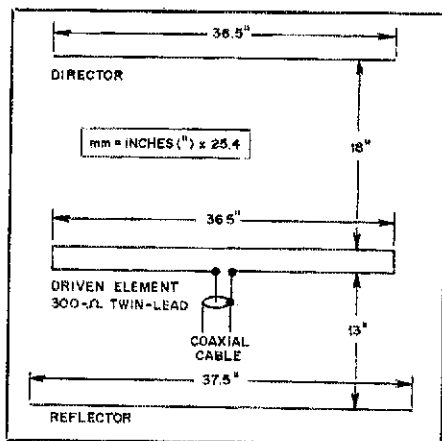 36.5"
DIRECTOR
mm = INCHES (") x 25.4
18"
36.5"
DRIVEN ELEMENT
300-Ω TWIN-LEAD
COAXIAL
CABLE
13"
37.5"
REFLECTOR